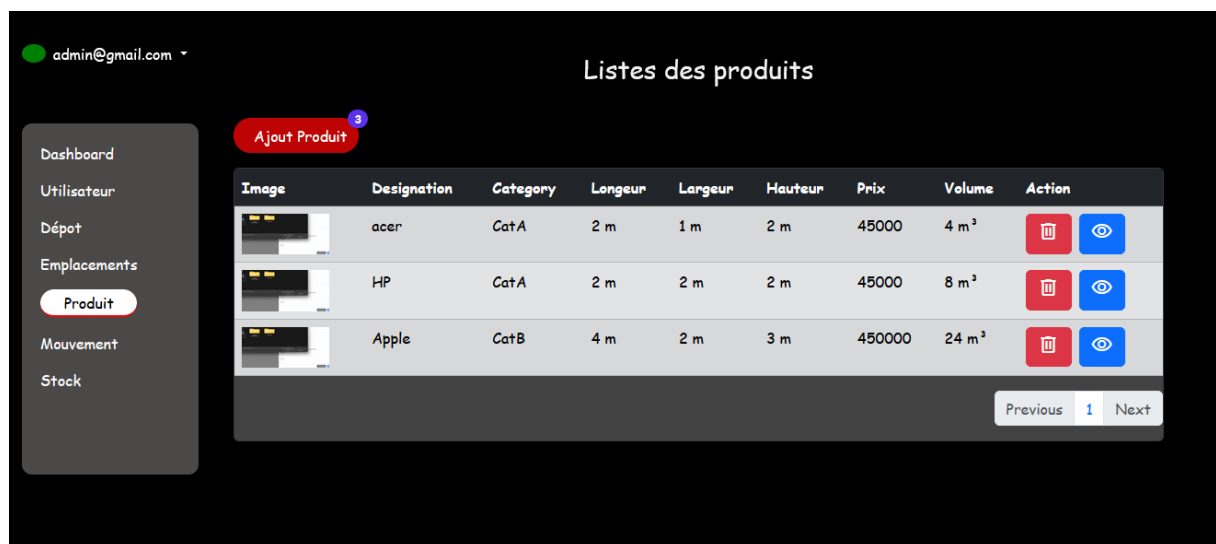 admin@gmail.com
Listes des produits
Ajout Produit 3
Dashboard
Utilisateur
Dépot
Emplacements
Produit
Mouvement
Stock
Image Designation Category Longeur Largeur Hauteur Prix Volume Action
acer CatA 2 m 1 m 2 m 45000 4 m³
HP CatA 2 m 2 m 2 m 45000 8 m³
Apple CatB 4 m 2 m 3 m 450000 24 m³
Previous 1 Next